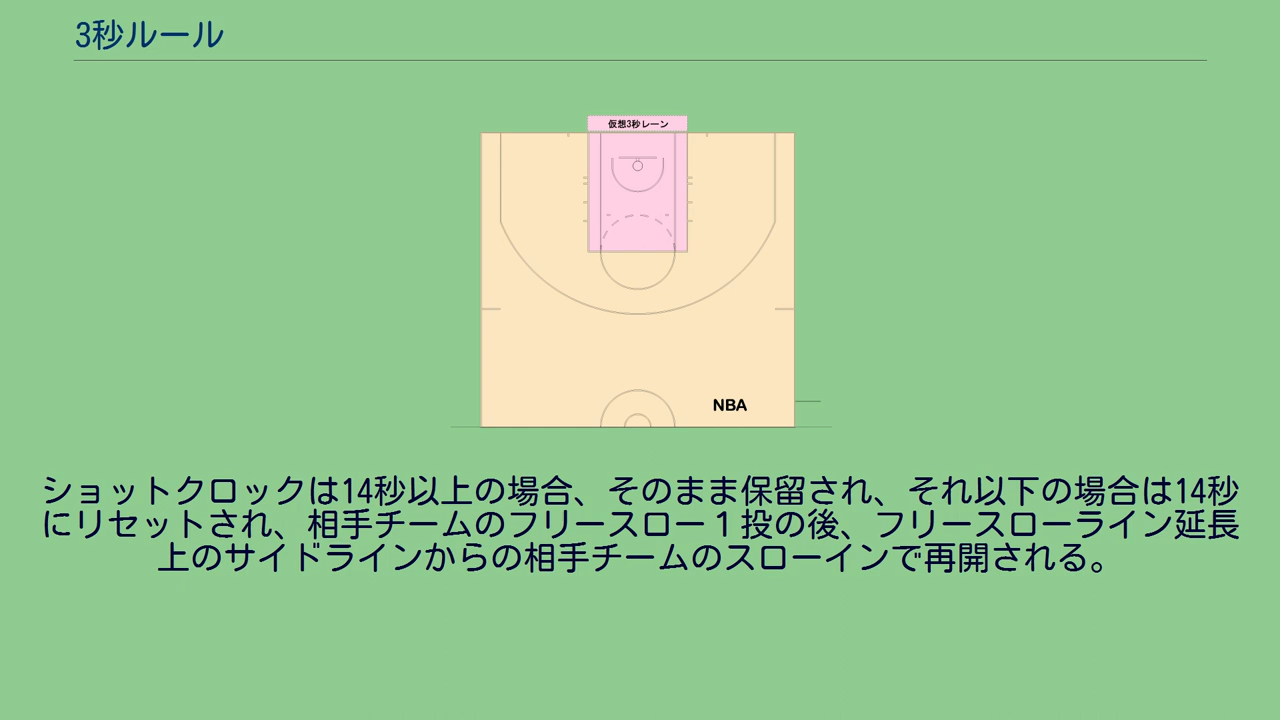 3秒ルール
仮想3秒レーン
NBA
ショットクロックは14秒以上の場合、そのまま保留され、それ以下の場合は14秒
にリセットされ、相手チームのフリースロー１投の後、フリースローライン延長
上のサイドラインからの相手チームのスローインで再開される。